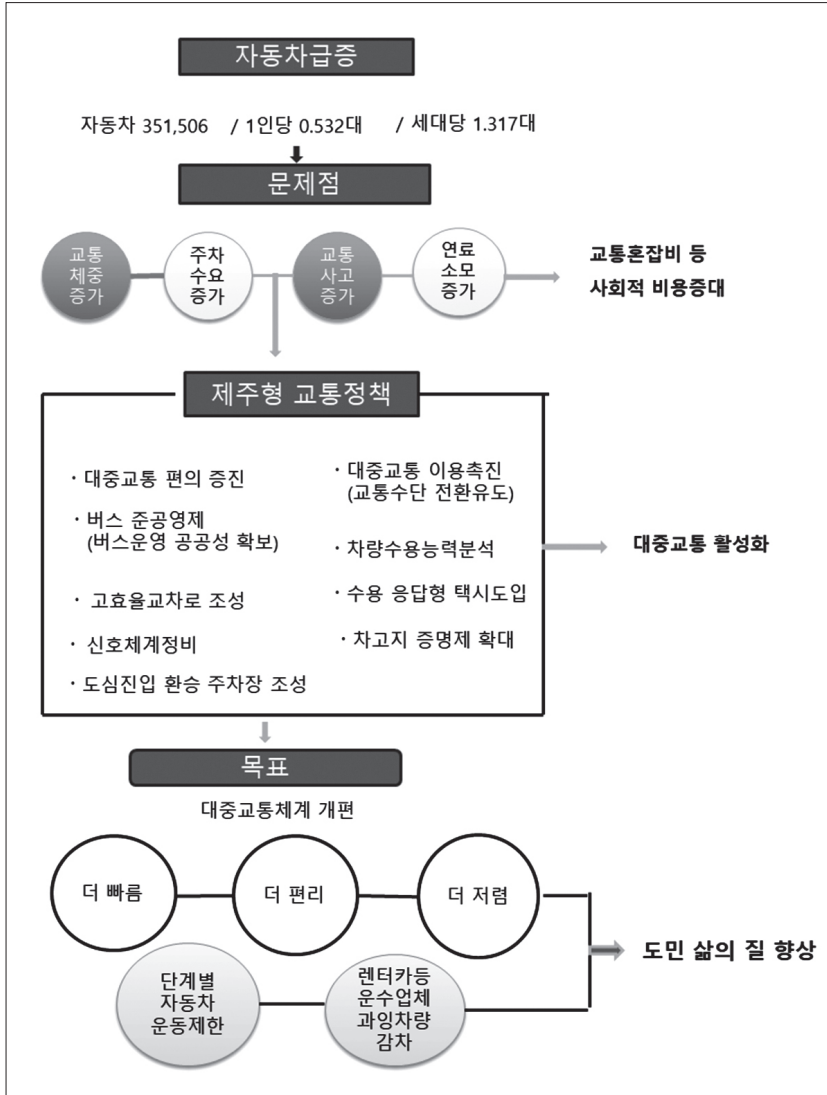 자동차급증
자동차 351,506 / 1인당 0.532대 / 세대당 1.317대
문제점
교통
체증
증가
주차
수요
증가
교통
사고
증가
연료
소모
증가
교통혼잡비 등
사회적 비용증대
제주형 교통정책
· 대중교통 편의 증진
· 버스 준공영제
(버스운영 공공성 확보)
· 고효율교차로 조성
· 신호체계정비
· 도심진입 환승 주차장 조성
· 대중교통 이용촉진
(교통수단 전환유도)
· 차량수용능력분석
· 수용 응답형 택시도입
· 차고지 증명제 확대
대중교통 활성화
목표
대중교통체계 개편
더 빠름
더 편리
더 저렴
단계별
자동차
운동제한
렌터카등
운수업체
과잉차량
감차
도민 삶의 질 향상